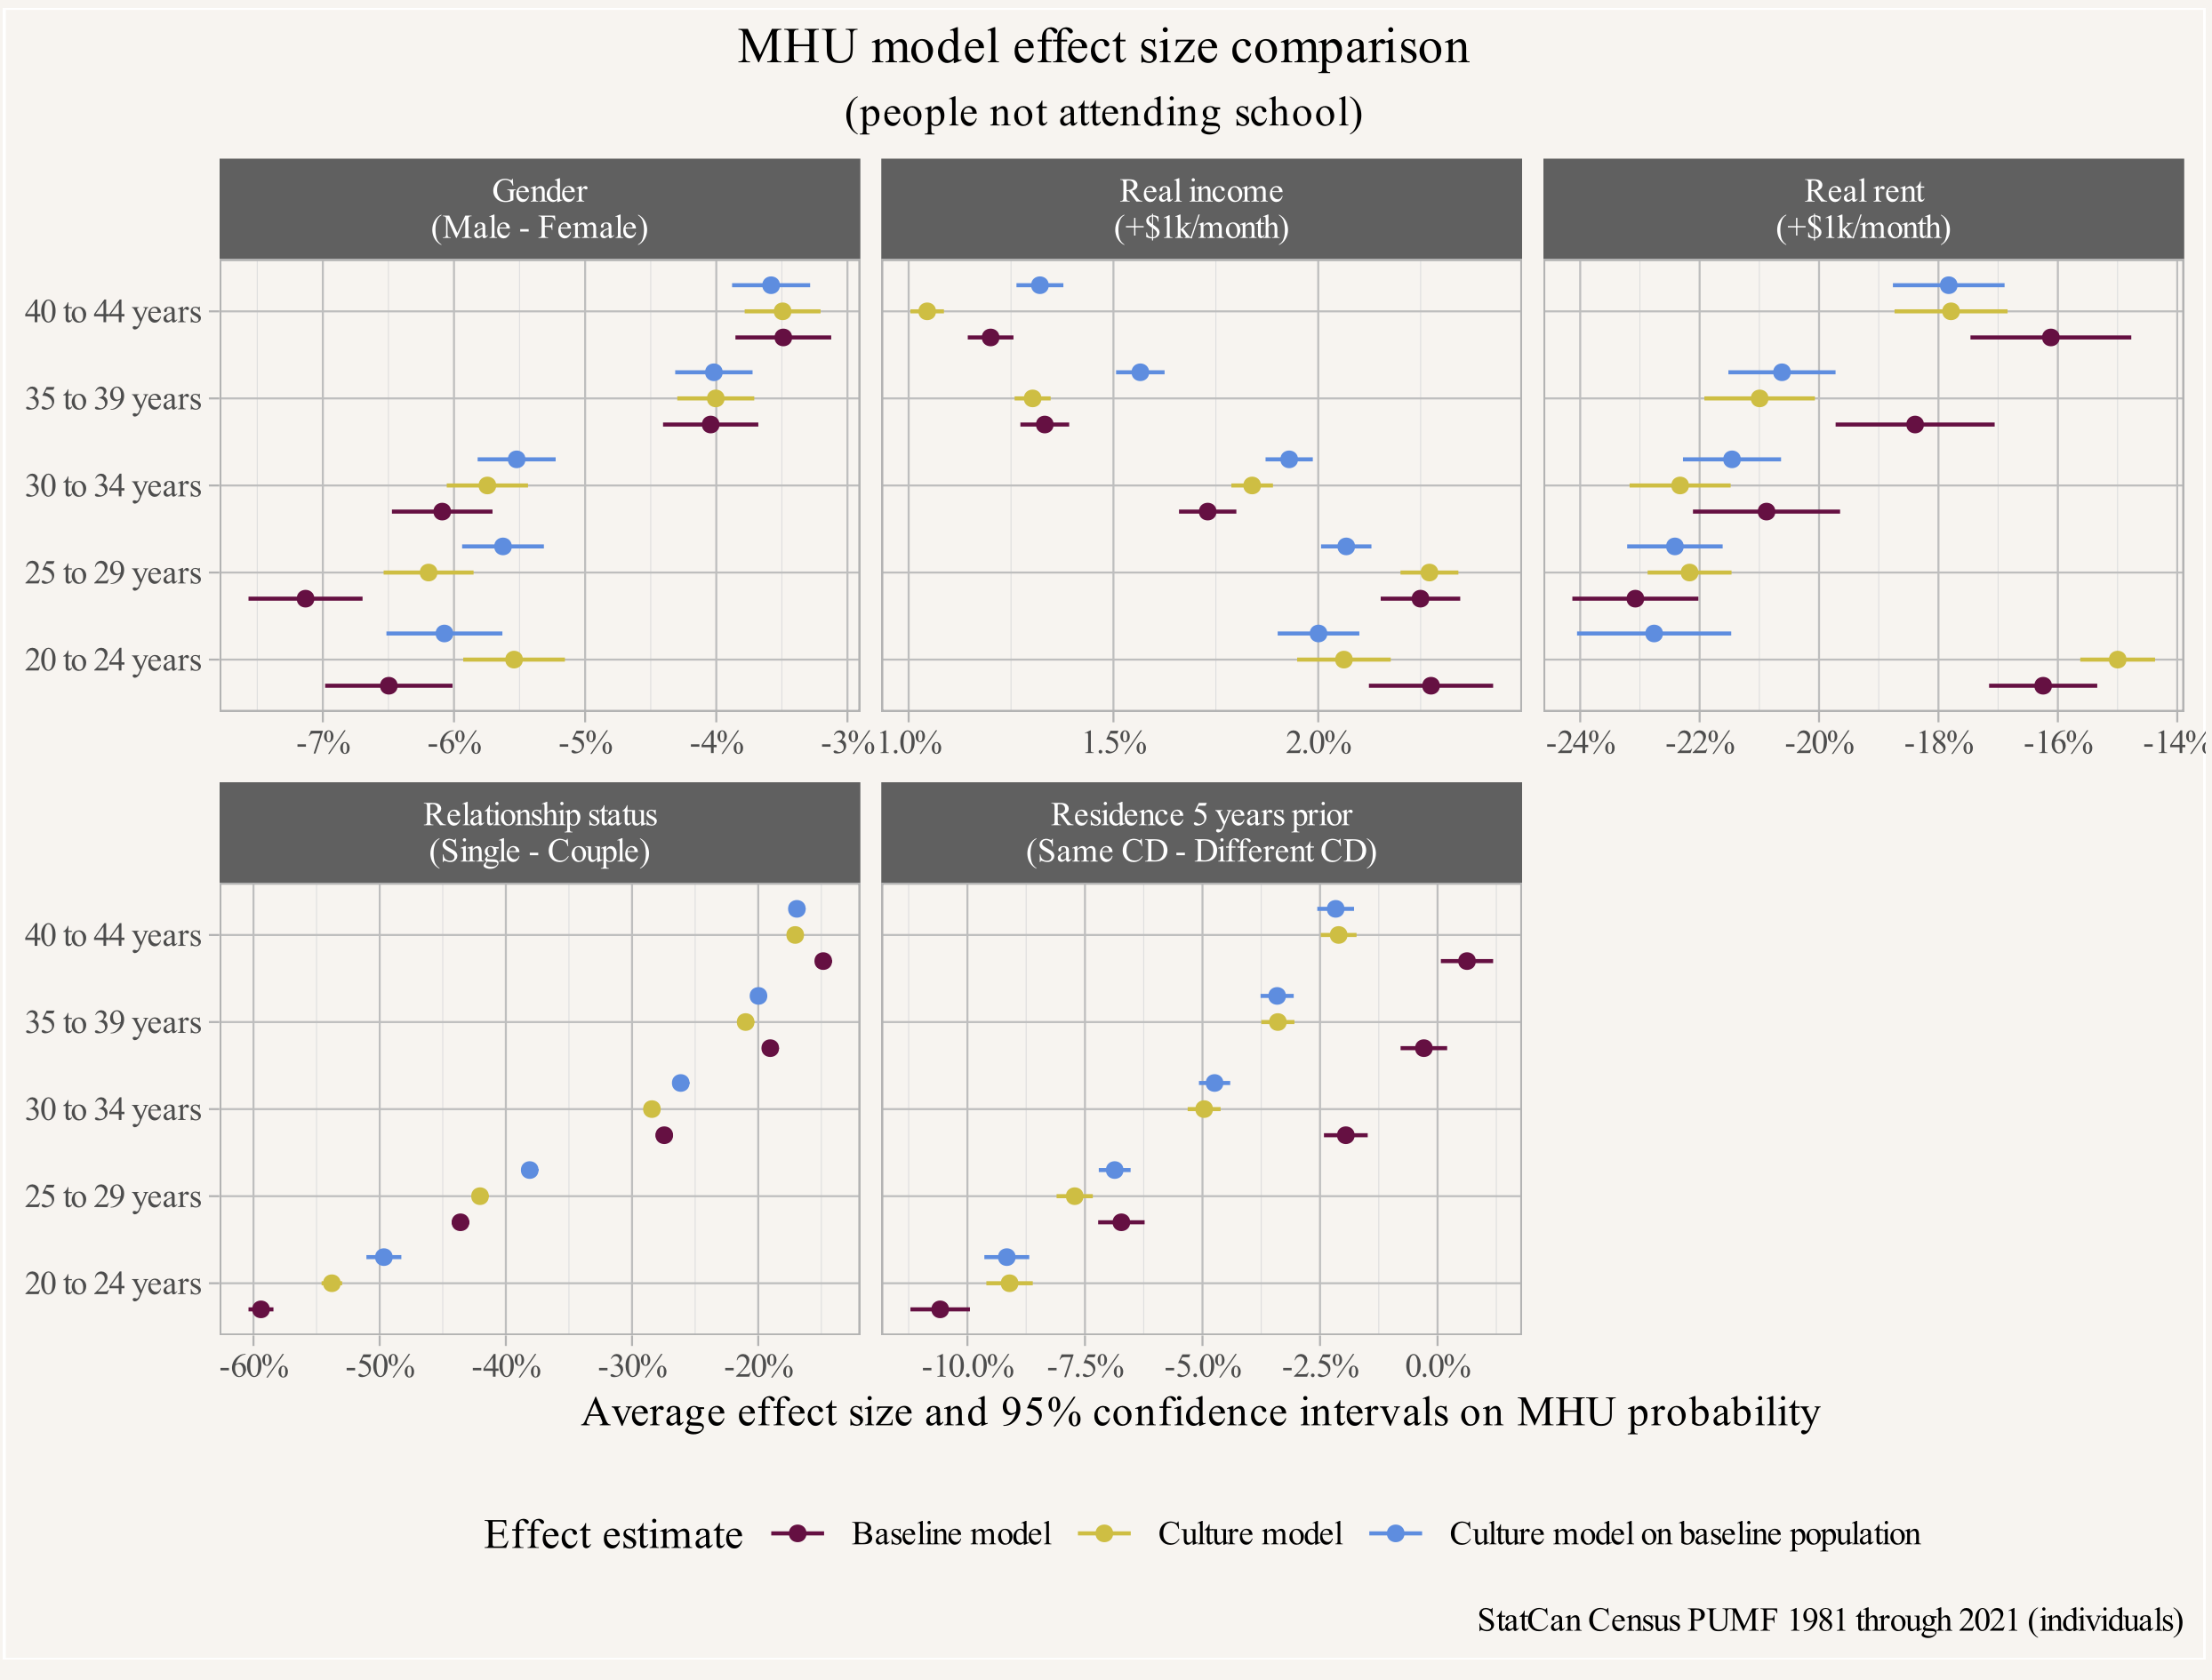 MHU model effect size comparison
(people not attending school)
Gender
(Male - Female)
Real income
(+$1k/month)
Real rent
(+$1k/month)
40 to 44 years
35 to 39 years
30 to 34 years
25 to 29 years
20 to 24 years
-7% -6% -5% -4% -3%
1.0% 1.5% 2.0%
-24% -22% -20% -18% -16% -14%
Relationship status
(Single - Couple)
Residence 5 years prior
(Same CD - Different CD)
40 to 44 years
35 to 39 years
30 to 34 years
25 to 29 years
20 to 24 years
-60% -50% -40% -30% -20%
-10.0% -7.5% -5.0% -2.5% 0.0%
Average effect size and 95% confidence intervals on MHU probability
Effect estimate Baseline model Culture model Culture model on baseline population
StatCan Census PUMF 1981 through 2021 (individuals)